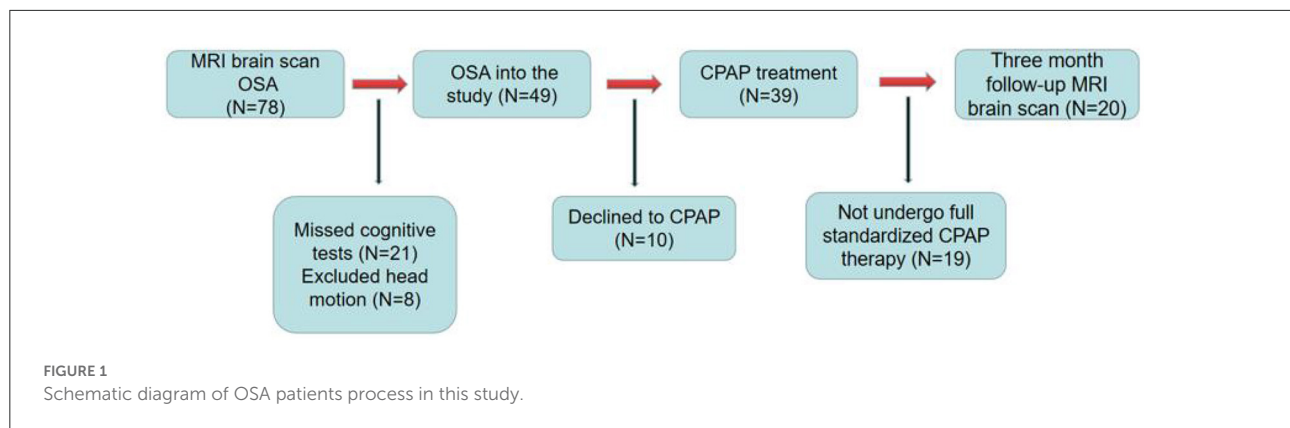 MRI brain scan
OSA
(N=78)
OSA into the
study (N=49)
CPAP treatment
(N=39)
Three month
follow-up MRI
brain scan (N=20)
Missed cognitive
tests (N=21)
Excluded head
motion (N=8)
Declined to CPAP
(N=10)
Not undergo full
standardized CPAP
therapy (N=19)
FIGURE 1
Schematic diagram of OSA patients process in this study.